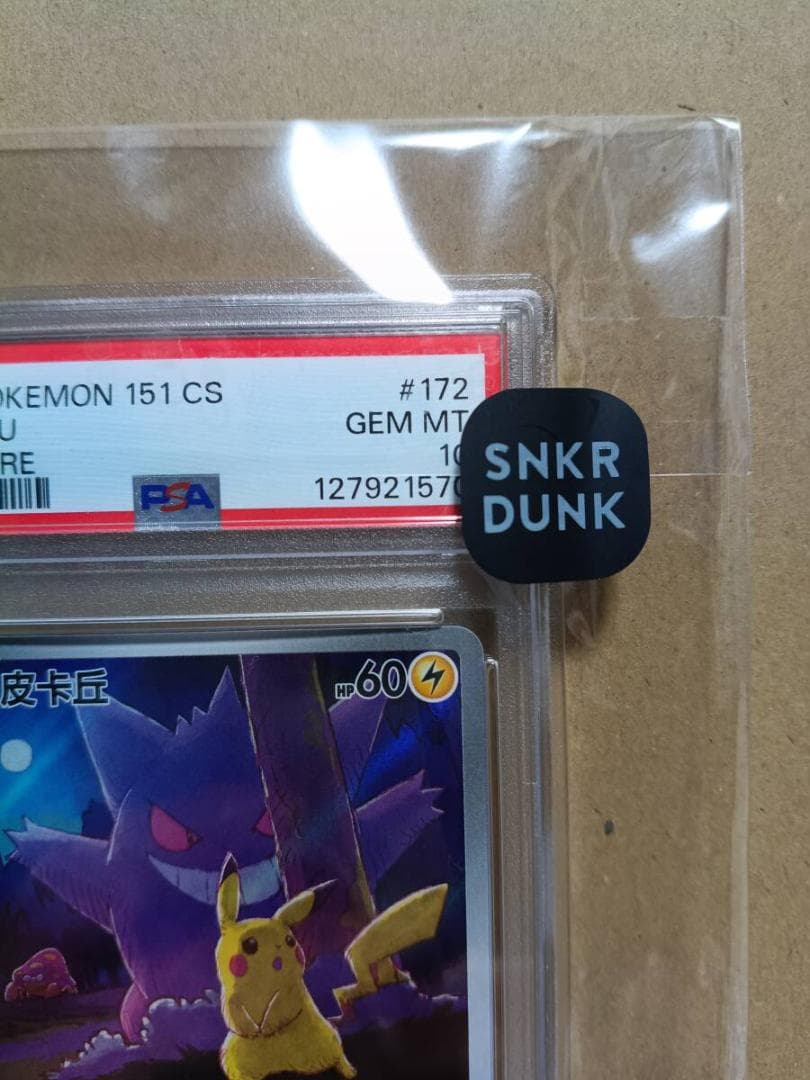 OKEMON 151 CS #172
U GEM MT
RE 10
PSA 127921570
SNKR
DUNK
皮卡丘 HP60